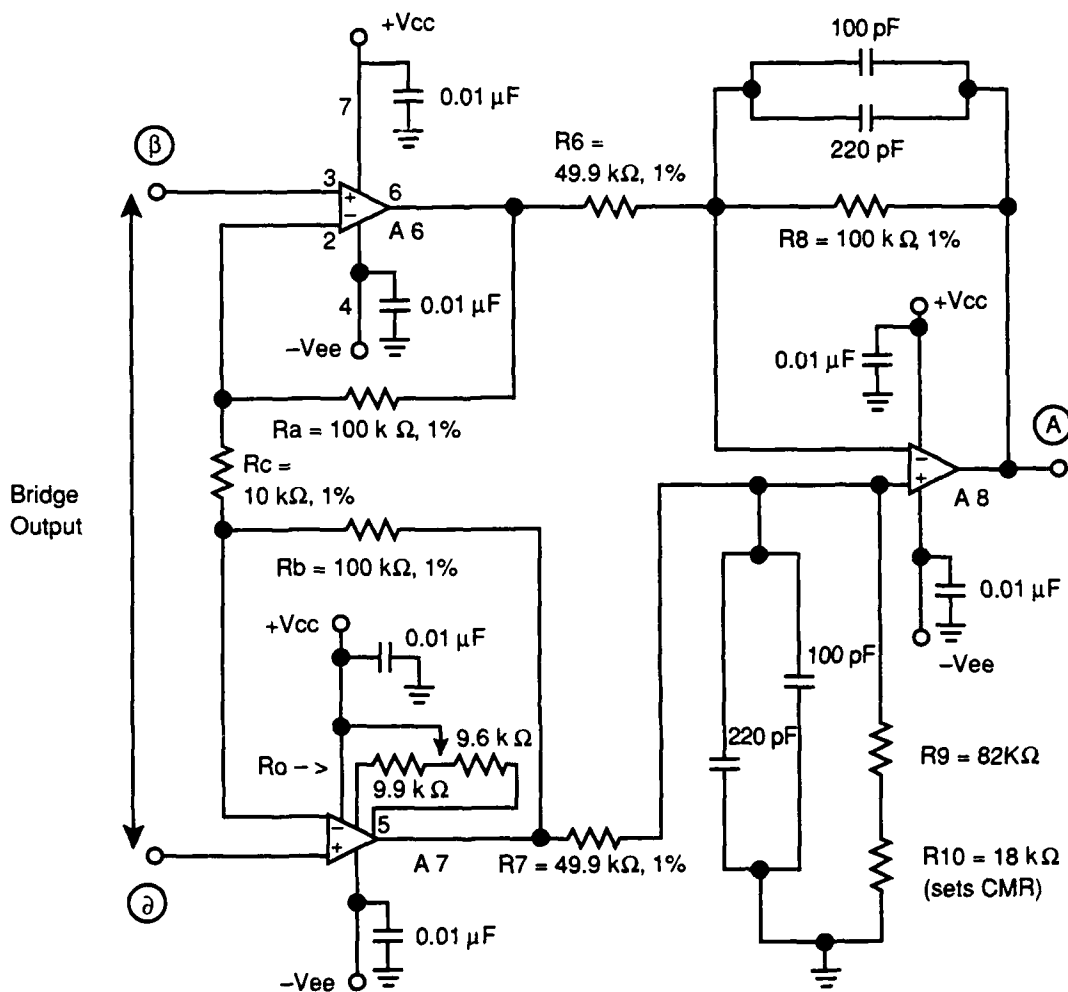 +Vcc
0.01 µF
7
β
3
+
6
−
2
A 6
4
0.01 µF
−Vee
100 pF
220 pF
R6 =
49.9 kΩ, 1%
R8 = 100 kΩ, 1%
Ra = 100 k Ω, 1%
Rc =
10 kΩ, 1%
Rb = 100 kΩ, 1%
Bridge
Output
+Vcc
0.01 µF
A
−
+
A 8
0.01 µF
−Vee
+Vcc
0.01 µF
Ro −>
9.6 k Ω
9.9 k Ω
−
5
+
A 7
R7 = 49.9 kΩ, 1%
∂
0.01 µF
−Vee
100 pF
220 pF
R9 = 82KΩ
R10 = 18 kΩ
(sets CMR)